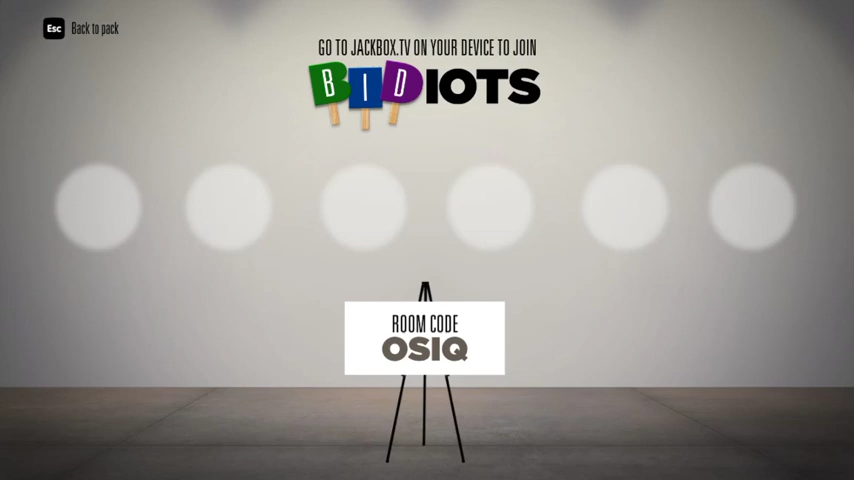 Esc Back to pack
GO TO JACKBOX.TV ON YOUR DEVICE TO JOIN
BIDIOTS
ROOM CODE
OSIQ